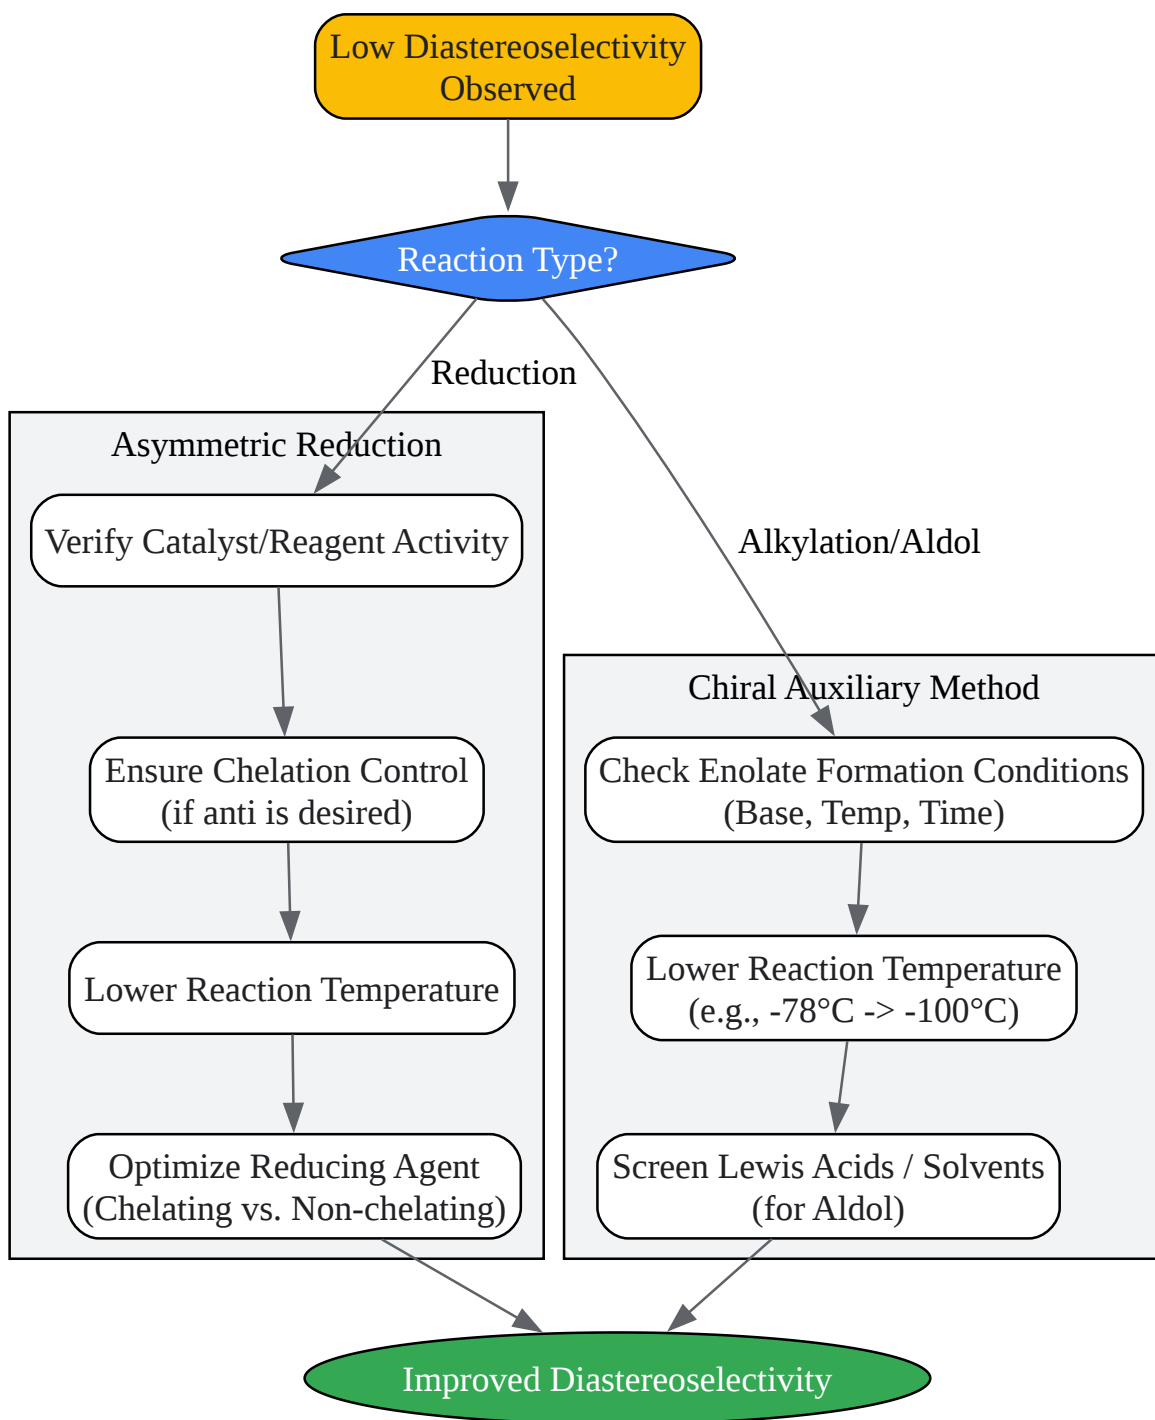 Low Diastereoselectivity
Observed
Reaction Type?
Reduction
Asymmetric Reduction
Verify Catalyst/Reagent Activity
Ensure Chelation Control
(if anti is desired)
Lower Reaction Temperature
Optimize Reducing Agent
(Chelating vs. Non-chelating)
Alkylation/Aldol
Chiral Auxiliary Method
Check Enolate Formation Conditions
(Base, Temp, Time)
Lower Reaction Temperature
(e.g., -78°C -> -100°C)
Screen Lewis Acids / Solvents
(for Aldol)
Improved Diastereoselectivity